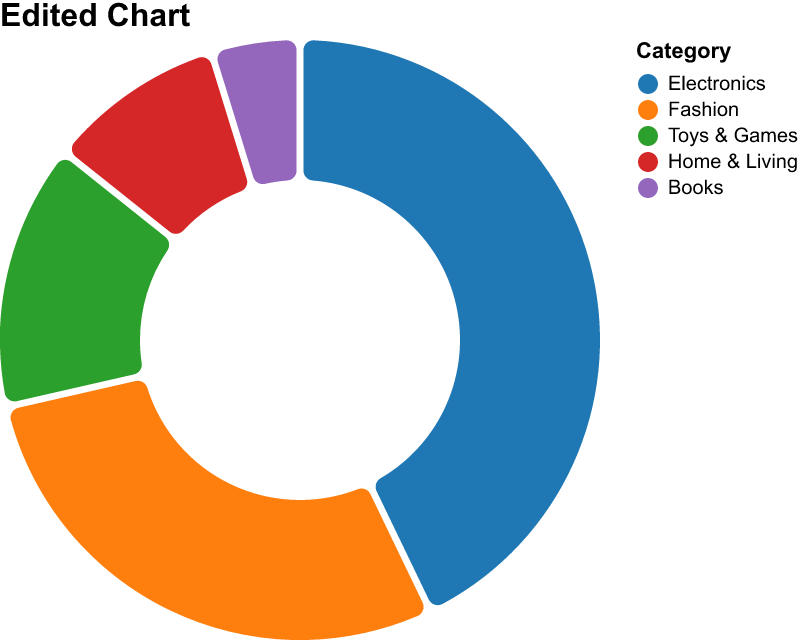 Edited Chart
Category
Electronics
Fashion
Toys & Games
Home & Living
Books